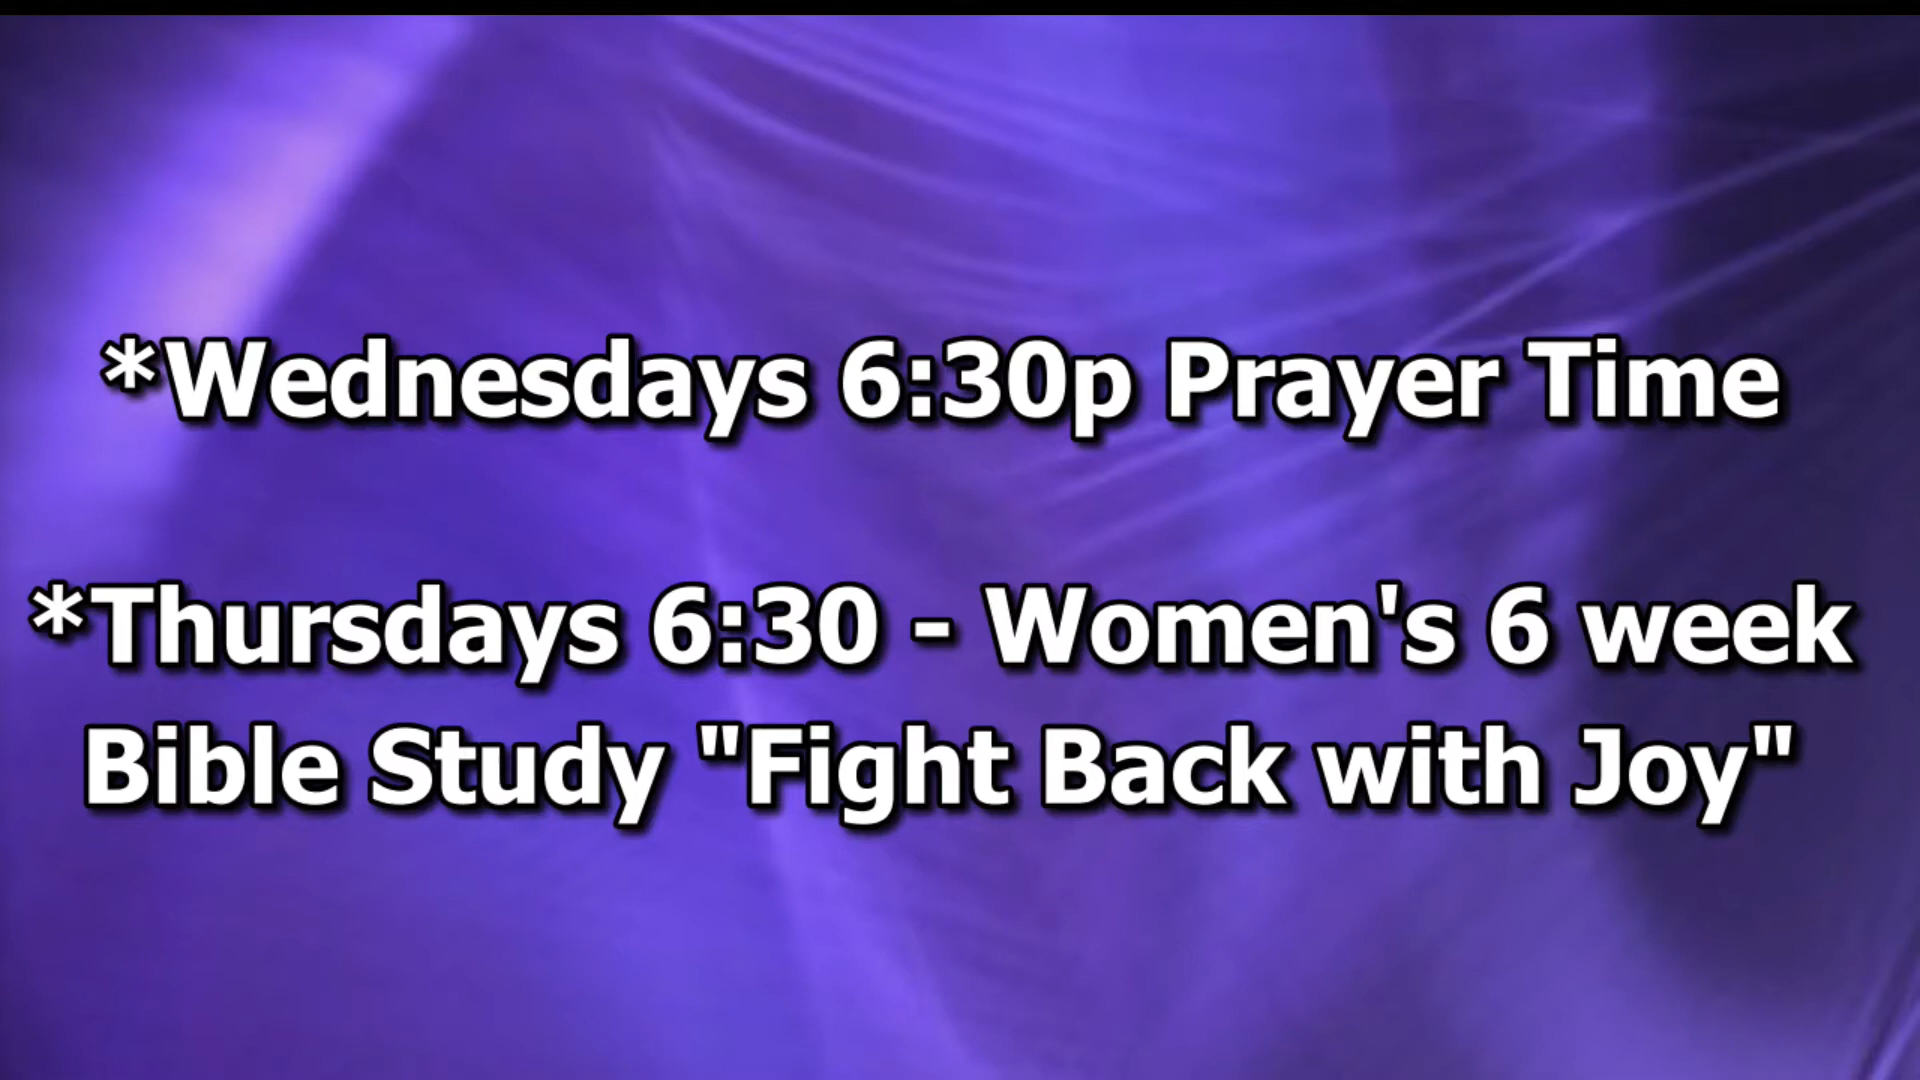 *Wednesdays 6:30p Prayer Time
*Thursdays 6:30 - Women's 6 week
Bible Study "Fight Back with Joy"